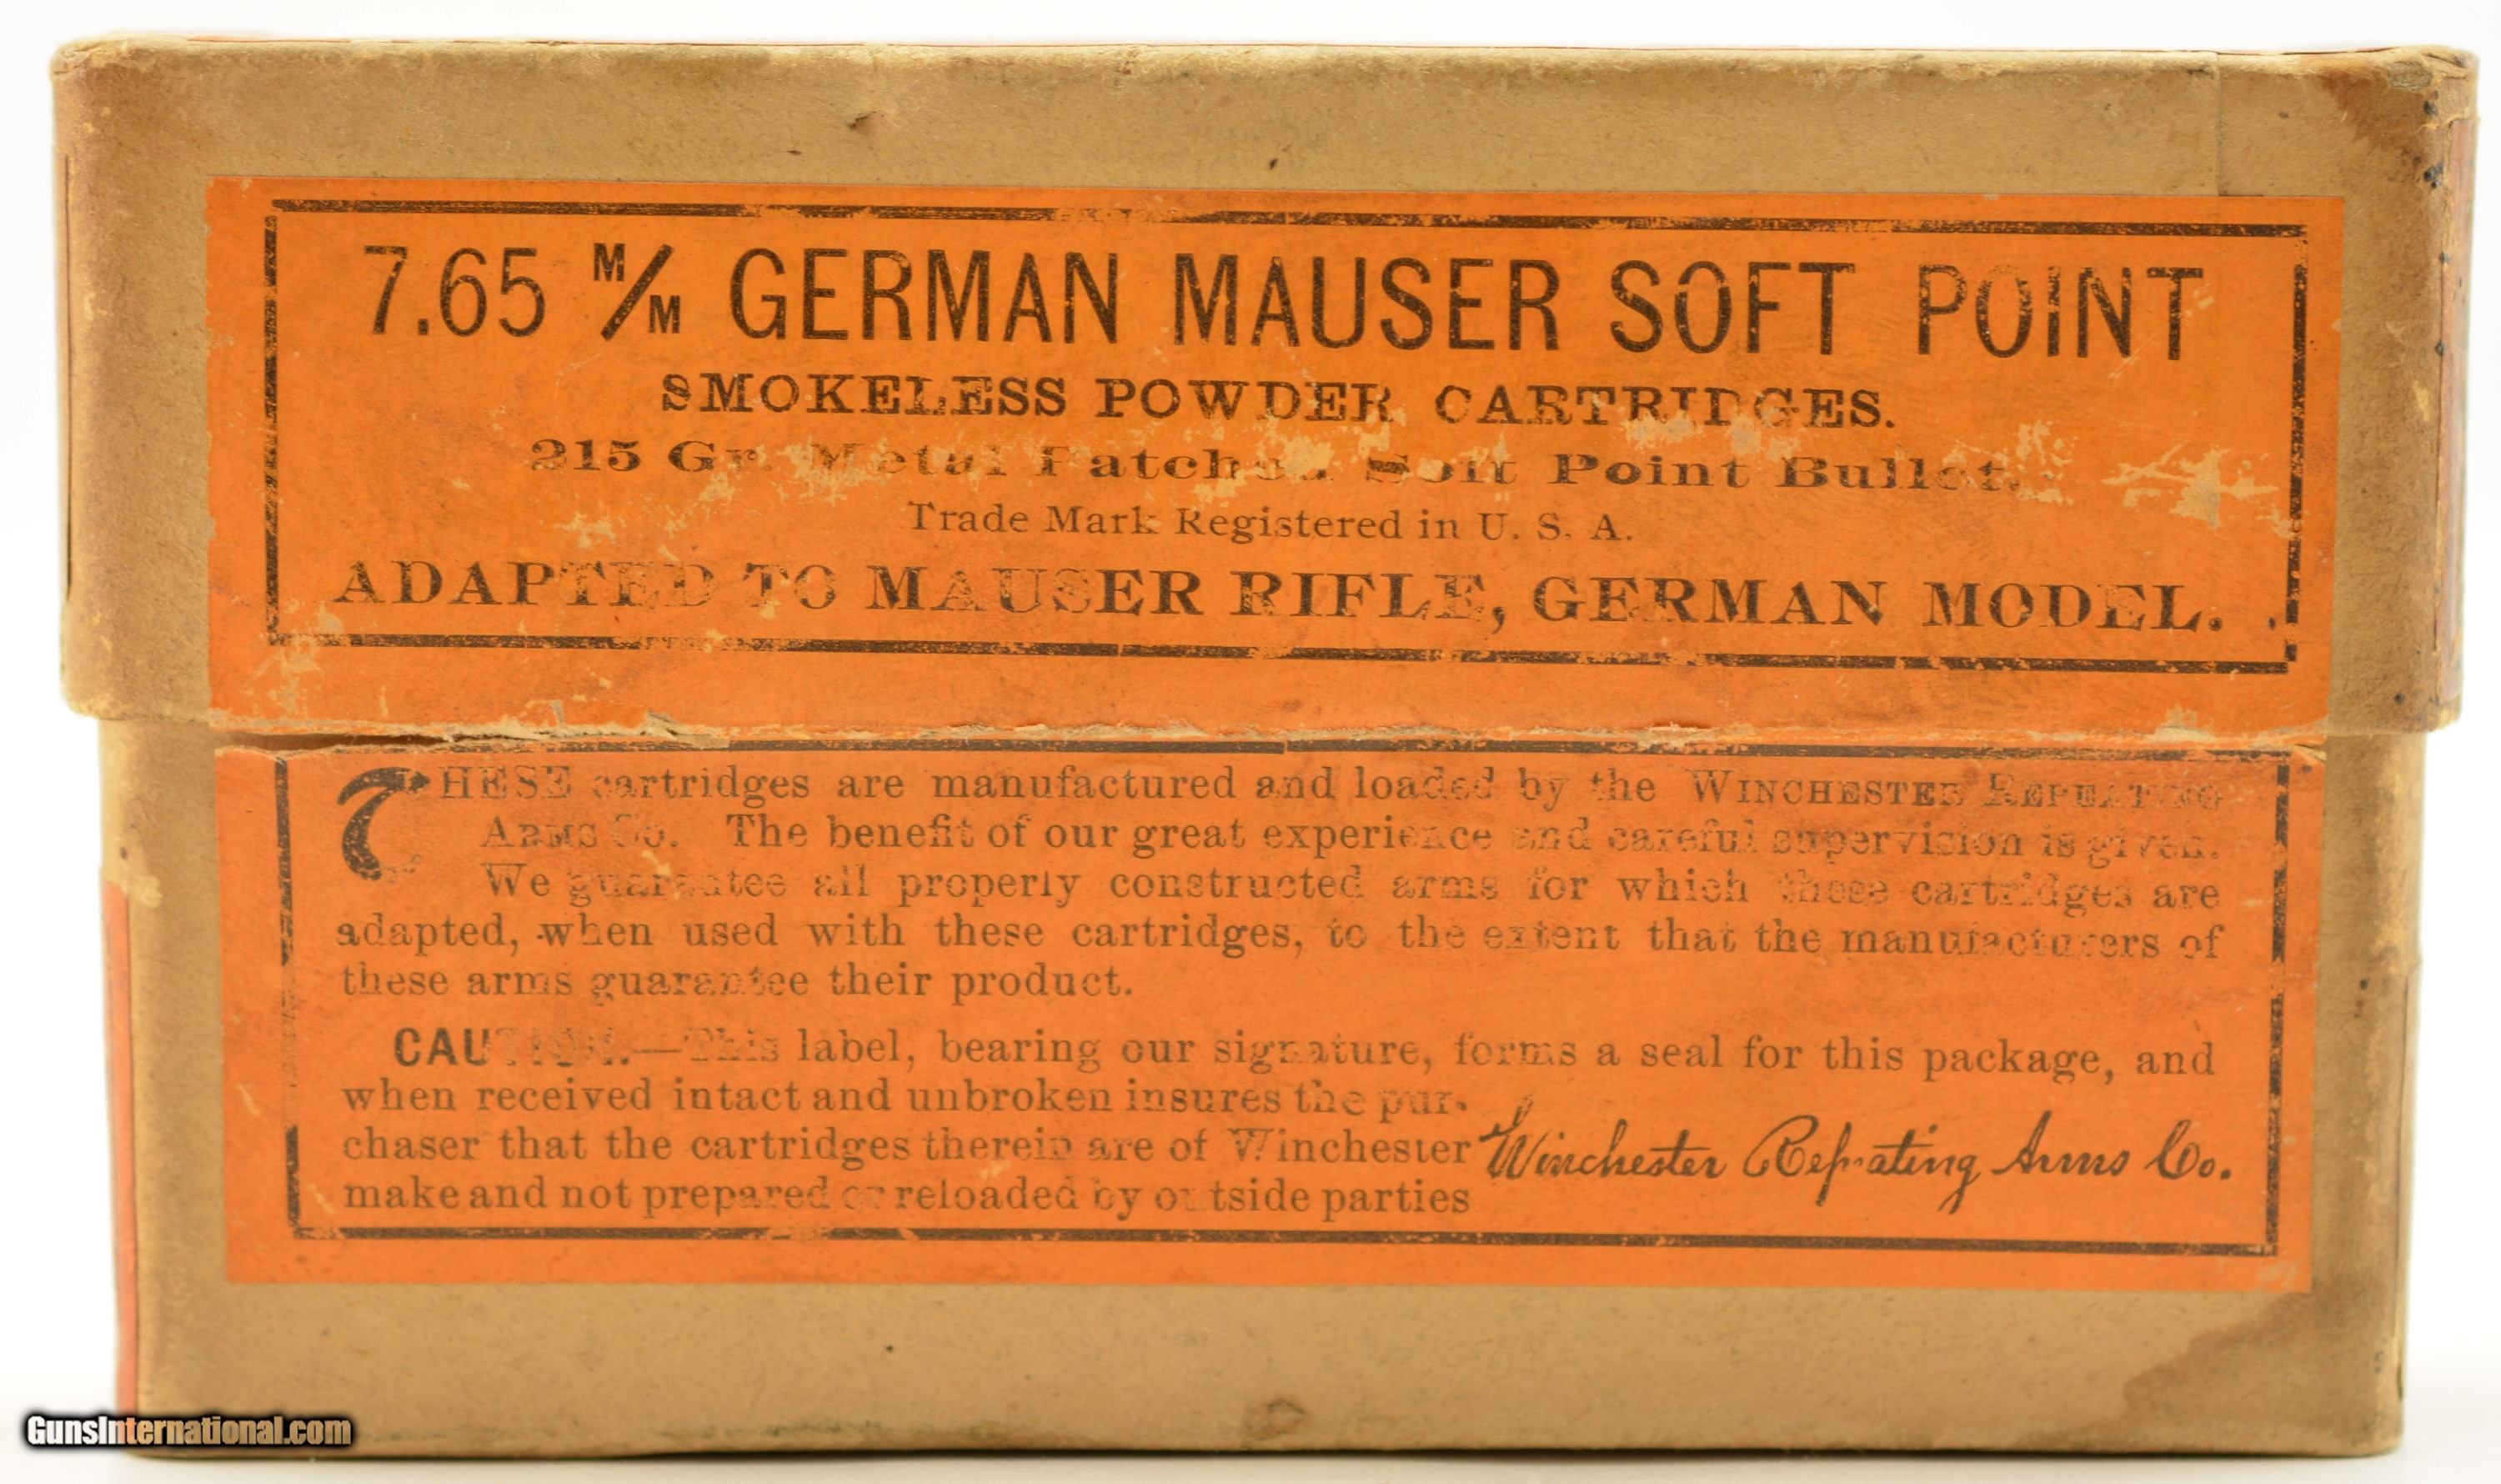 7.65 M/M GERMAN MAUSER SOFT POINT
SMOKELESS POWDER CARTRIDGES.
215 Gr. Metal Patched Soft Point Bullet.
Trade Mark Registered in U. S. A.
ADAPTED TO MAUSER RIFLE, GERMAN MODEL.
THESE cartridges are manufactured and loaded by the WINCHESTER REPEATING
ARMS Co. The benefit of our great experience and careful supervision is given.
We guarantee all properly constructed arms for which these cartridges are
adapted, when used with these cartridges, to the extent that the manufacturers of
these arms guarantee their product.
CAUTION.—This label, bearing our signature, forms a seal for this package, and
when received intact and unbroken insures the pur-
chaser that the cartridges therein are of Winchester
make and not prepared or reloaded by outside parties
Winchester Repeating Arms Co.
GunsInternational.com